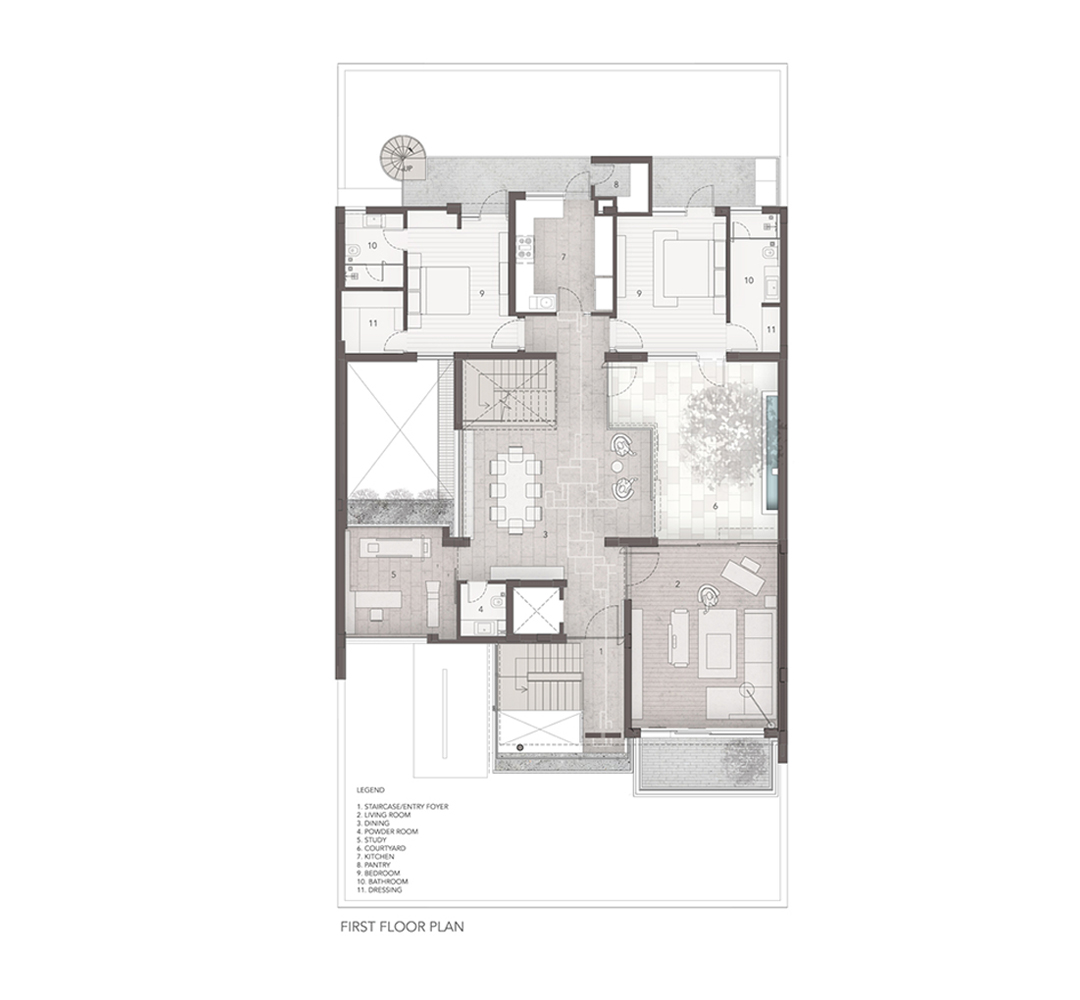 UP
8
10
7
9
9
10
11
11
6
3
5
2
4
1
LEGEND
1. STAIRCASE/ENTRY FOYER
2. LIVING ROOM
3. DINING
4. POWDER ROOM
5. STUDY
6. COURTYARD
7. KITCHEN
8. PANTRY
9. BEDROOM
10. BATHROOM
11. DRESSING
FIRST FLOOR PLAN